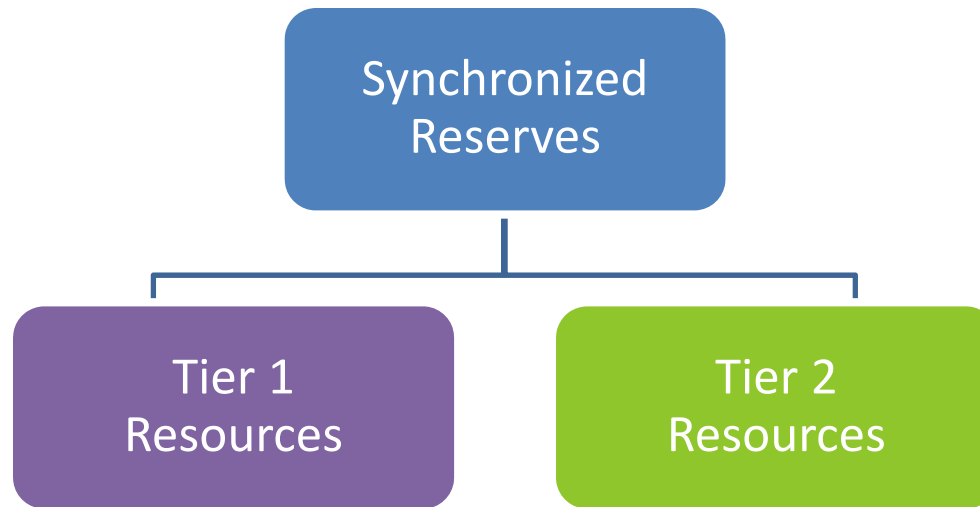 Synchronized
Reserves
Tier 1
Resources
Tier 2
Resources